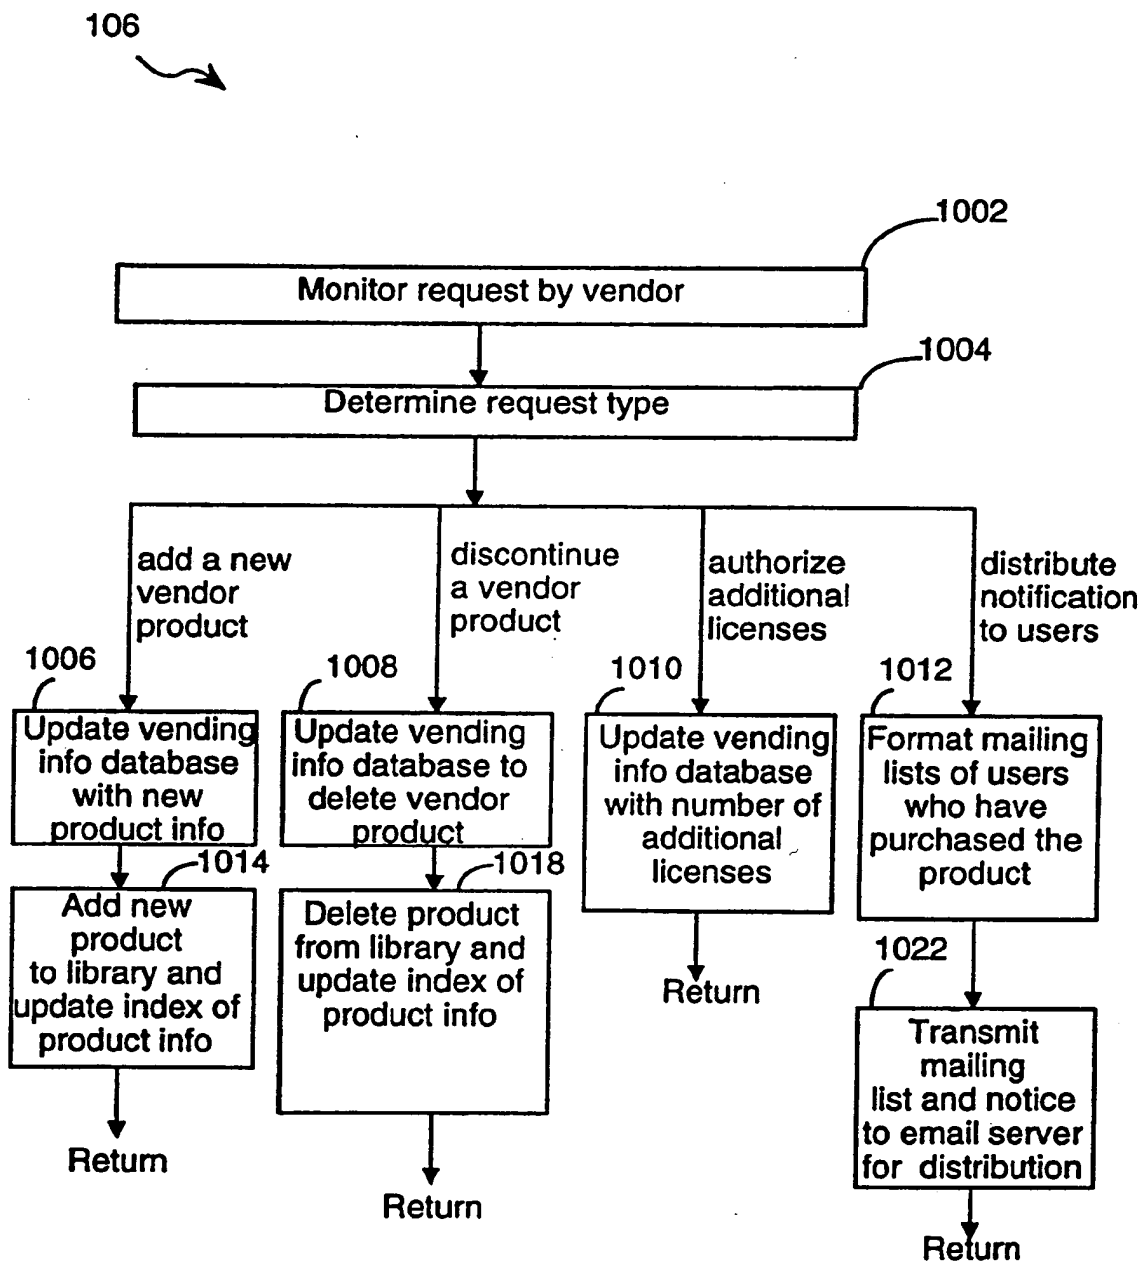 106
1002
Monitor request by vendor
1004
Determine request type
add a new
vendor
product
discontinue
a vendor
product
authorize
additional
licenses
distribute
notification
to users
1006
Update vending
info database
with new
product info
1008
Update vending
info database to
delete vendor
product
1010
Update vending
info database
with number of
additional
licenses
1012
Format mailing
lists of users
who have
purchased the
product
1014
Add new
product
to library and
update index of
product info
1018
Delete product
from library and
update index of
product info
Return
1022
Transmit
mailing
list and notice
to email server
for distribution
Return
Return
Return